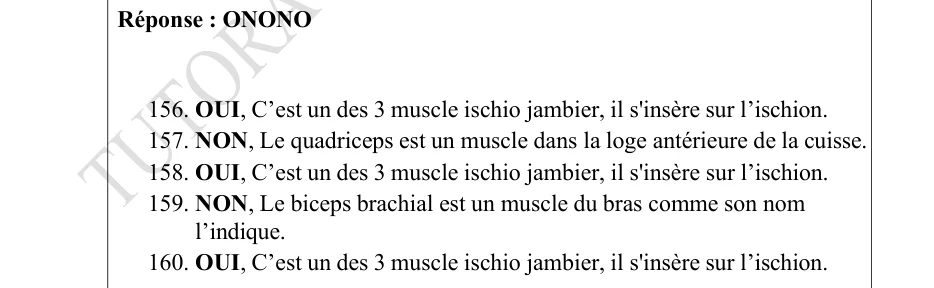 Réponse : ONONO
TUTORA
156. OUI, C’est un des 3 muscle ischio jambier, il s'insère sur l’ischion.
157. NON, Le quadriceps est un muscle dans la loge antérieure de la cuisse.
158. OUI, C’est un des 3 muscle ischio jambier, il s'insère sur l’ischion.
159. NON, Le biceps brachial est un muscle du bras comme son nom
l’indique.
160. OUI, C’est un des 3 muscle ischio jambier, il s'insère sur l’ischion.